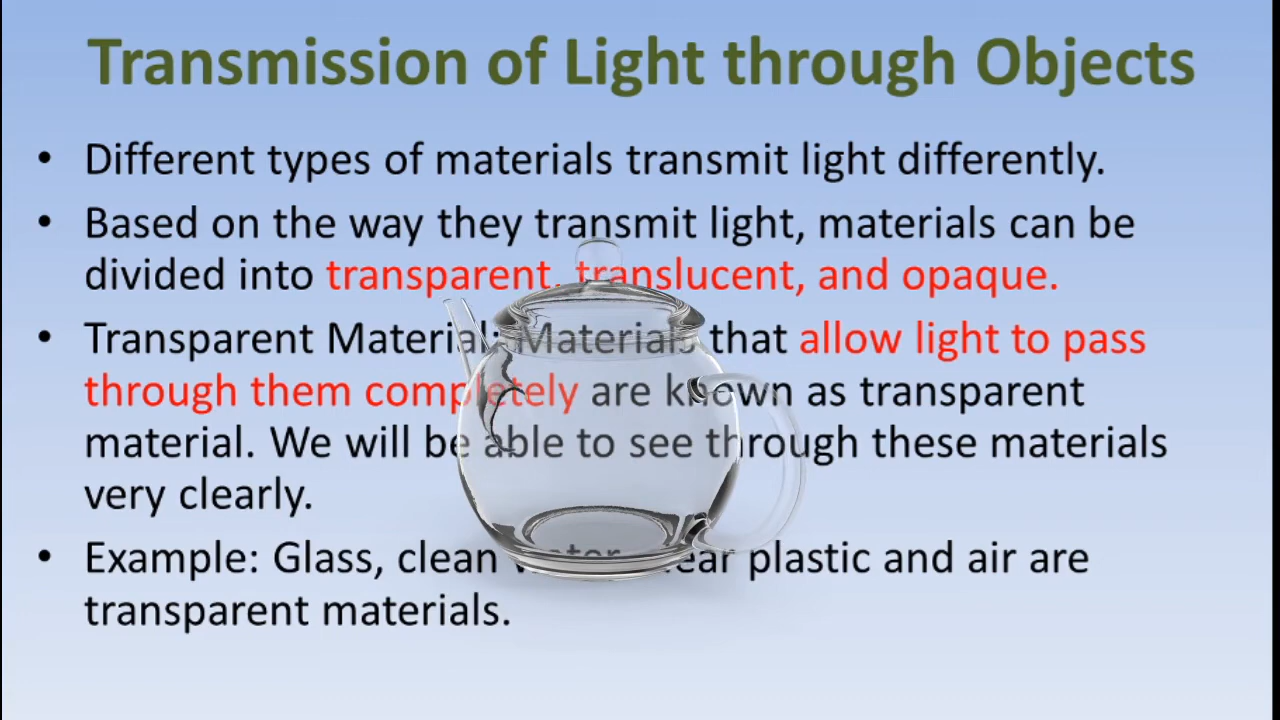 Transmission of Light through Objects
• Different types of materials transmit light differently.
• Based on the way they transmit light, materials can be
divided into transparent, translucent, and opaque.
• Transparent Material: Materials that allow light to pass
through them completely are known as transparent
material. We will be able to see through these materials
very clearly.
• Example: Glass, clean water, clear plastic and air are
transparent materials.